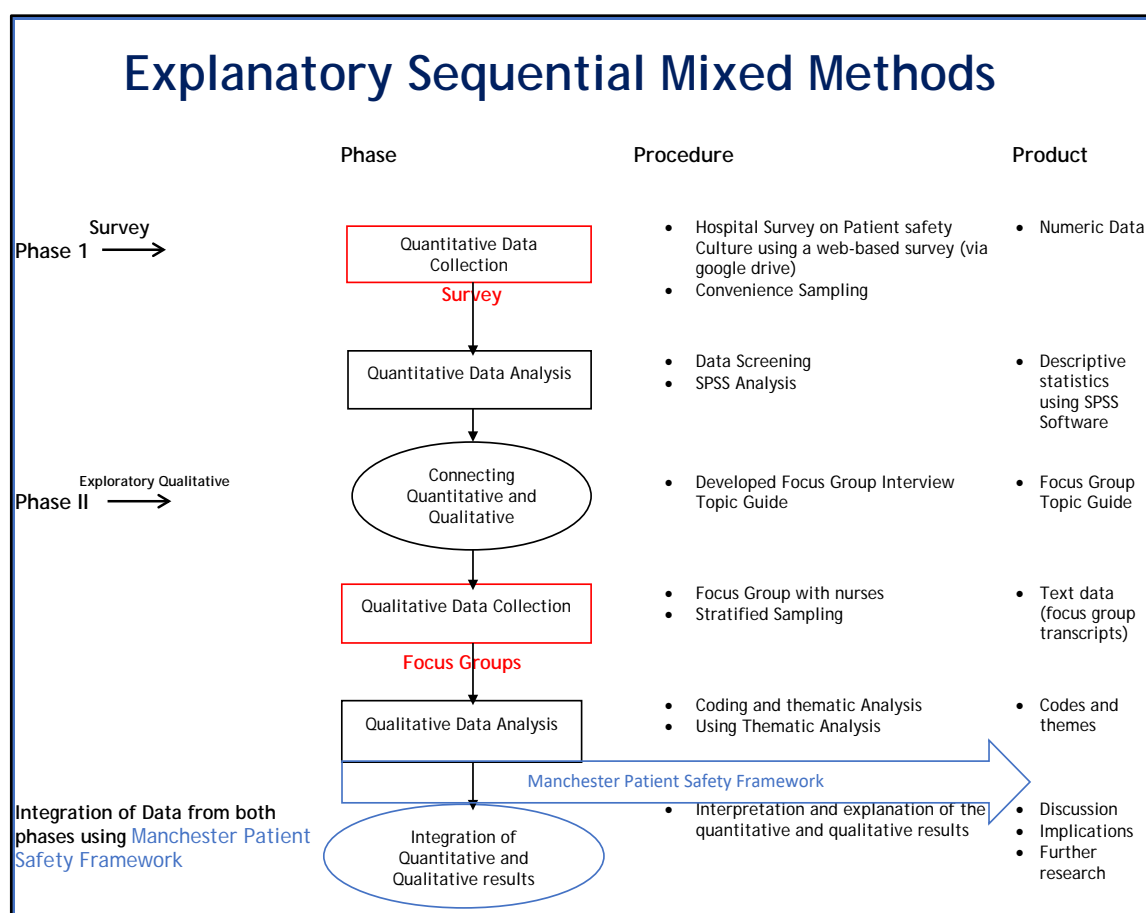 Explanatory Sequential Mixed Methods
Phase
Procedure
Product
Survey
Phase 1
Quantitative Data
Collection
Survey
• Hospital Survey on Patient safety
Culture using a web-based survey (via
google drive)
• Convenience Sampling
• Numeric Data
Quantitative Data Analysis
• Data Screening
• SPSS Analysis
• Descriptive
statistics
using SPSS
Software
Exploratory Qualitative
Phase II
Connecting
Quantitative and
Qualitative
• Developed Focus Group Interview
Topic Guide
• Focus Group
Topic Guide
Qualitative Data Collection
Focus Groups
• Focus Group with nurses
• Stratified Sampling
• Text data
(focus group
transcripts)
Qualitative Data Analysis
• Coding and thematic Analysis
• Using Thematic Analysis
• Codes and
themes
Manchester Patient Safety Framework
Integration of Data from both
phases using Manchester Patient
Safety Framework
Integration of
Quantitative and
Qualitative results
• Interpretation and explanation of the
quantitative and qualitative results
• Discussion
• Implications
• Further
research